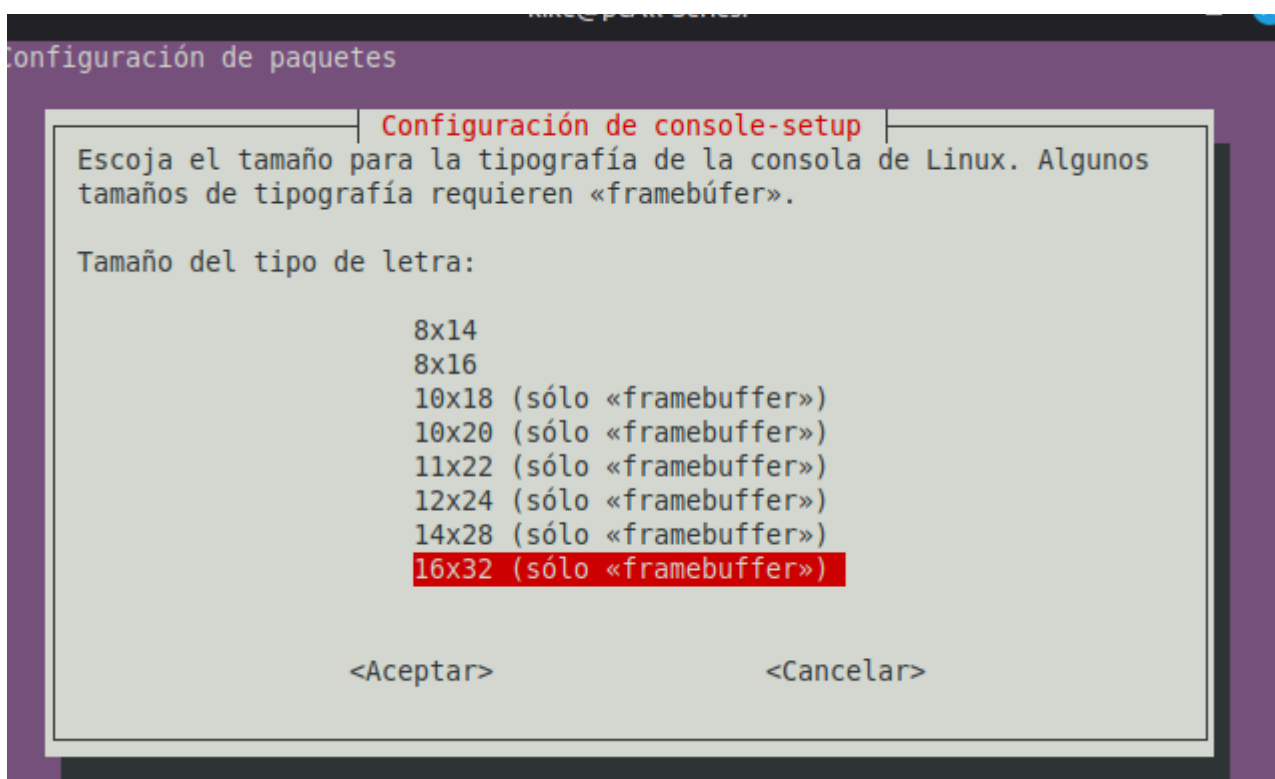 Configuración de paquetes
Configuración de console-setup
Escoja el tamaño para la tipografía de la consola de Linux. Algunos
tamaños de tipografía requieren «framebúfer».
Tamaño del tipo de letra:
8x14
8x16
10x18 (sólo «framebuffer»)
10x20 (sólo «framebuffer»)
11x22 (sólo «framebuffer»)
12x24 (sólo «framebuffer»)
14x28 (sólo «framebuffer»)
16x32 (sólo «framebuffer»)
<Aceptar> <Cancelar>